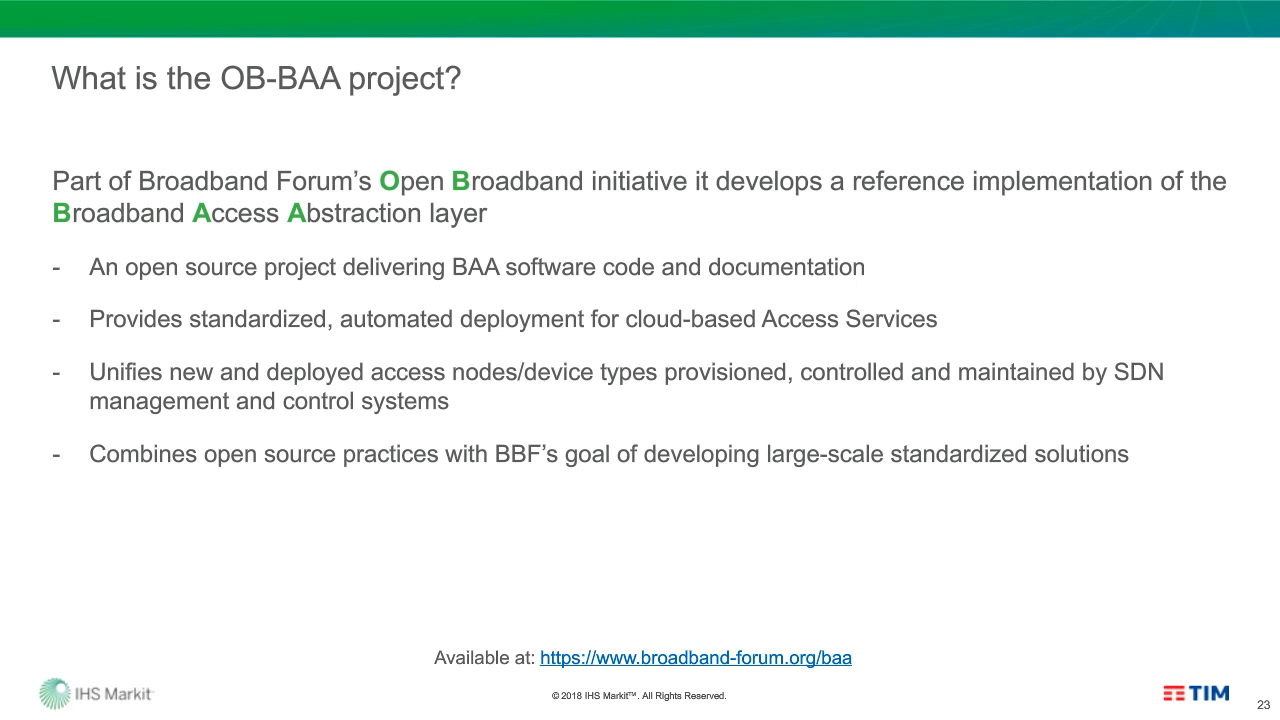 What is the OB-BAA project?
Part of Broadband Forum’s Open Broadband initiative it develops a reference implementation of the
Broadband Access Abstraction layer
- An open source project delivering BAA software code and documentation
- Provides standardized, automated deployment for cloud-based Access Services
- Unifies new and deployed access nodes/device types provisioned, controlled and maintained by SDN
management and control systems
- Combines open source practices with BBF’s goal of developing large-scale standardized solutions
Available at: https://www.broadband-forum.org/baa
IHS Markit™
© 2018 IHS Markit™. All Rights Reserved.
TIM
23